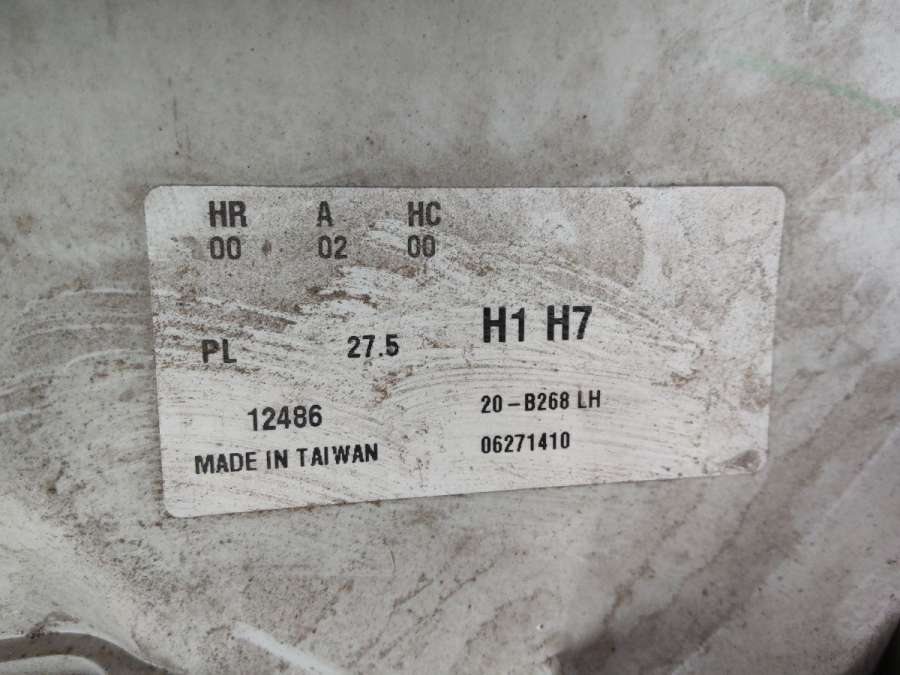 HR A HC
00 02 00
PL 27.5 H1 H7
12486 20-B268 LH
MADE IN TAIWAN 06271410